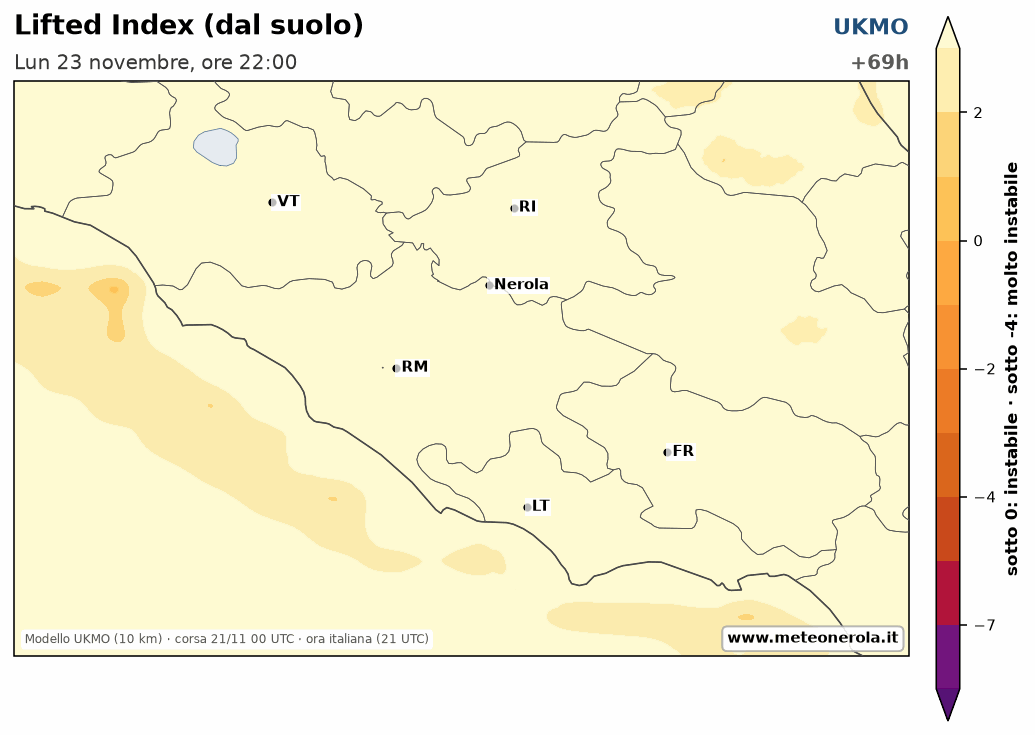 Lifted Index (dal suolo)
UKMO
Lun 23 novembre, ore 22:00
+69h
VT
RI
Nerola
RM
FR
LT
Modello UKMO (10 km) · corsa 21/11 00 UTC · ora italiana (21 UTC)
www.meteonerola.it
2
0
−2
−4
−7
sotto 0: instabile · sotto -4: molto instabile